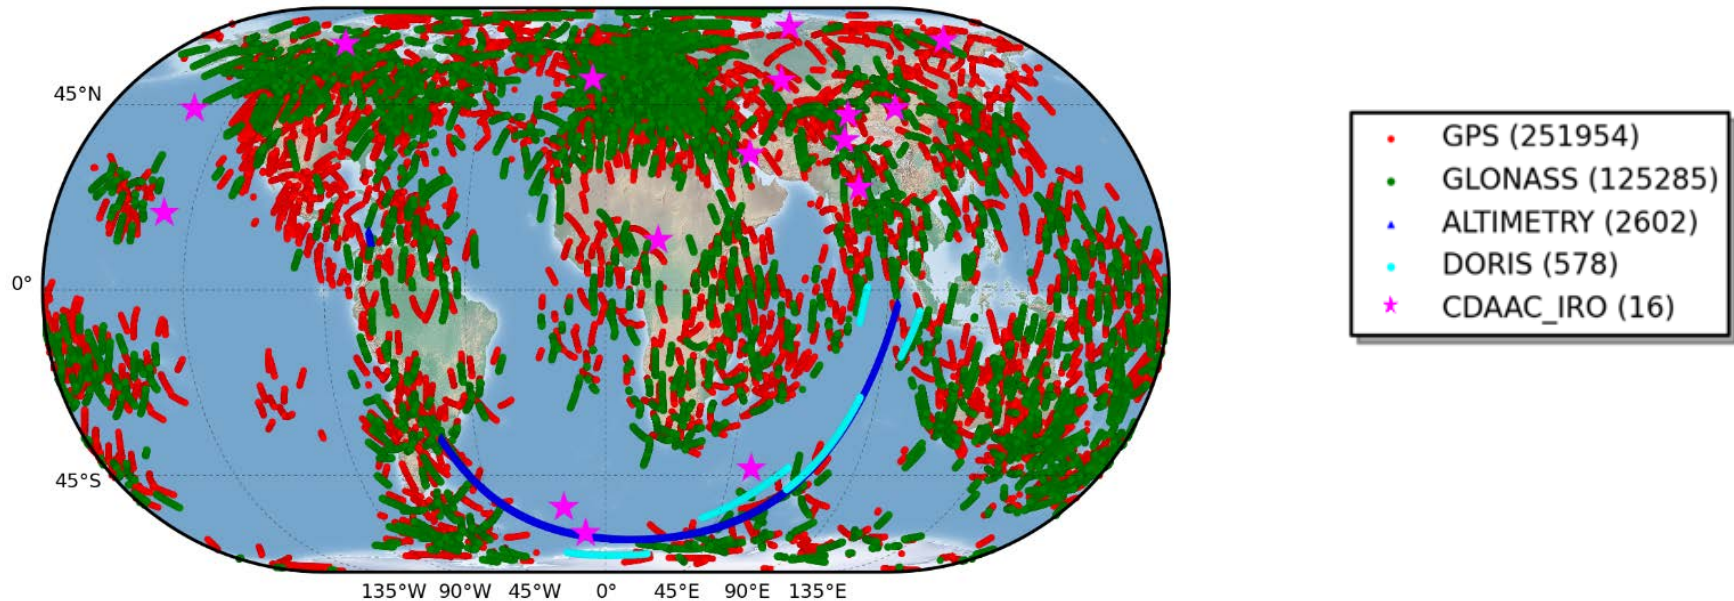 45°N
0°
45°S
135°W 90°W 45°W 0° 45°E 90°E 135°E
GPS (251954)
GLONASS (125285)
ALTIMETRY (2602)
DORIS (578)
CDAAC_IRO (16)